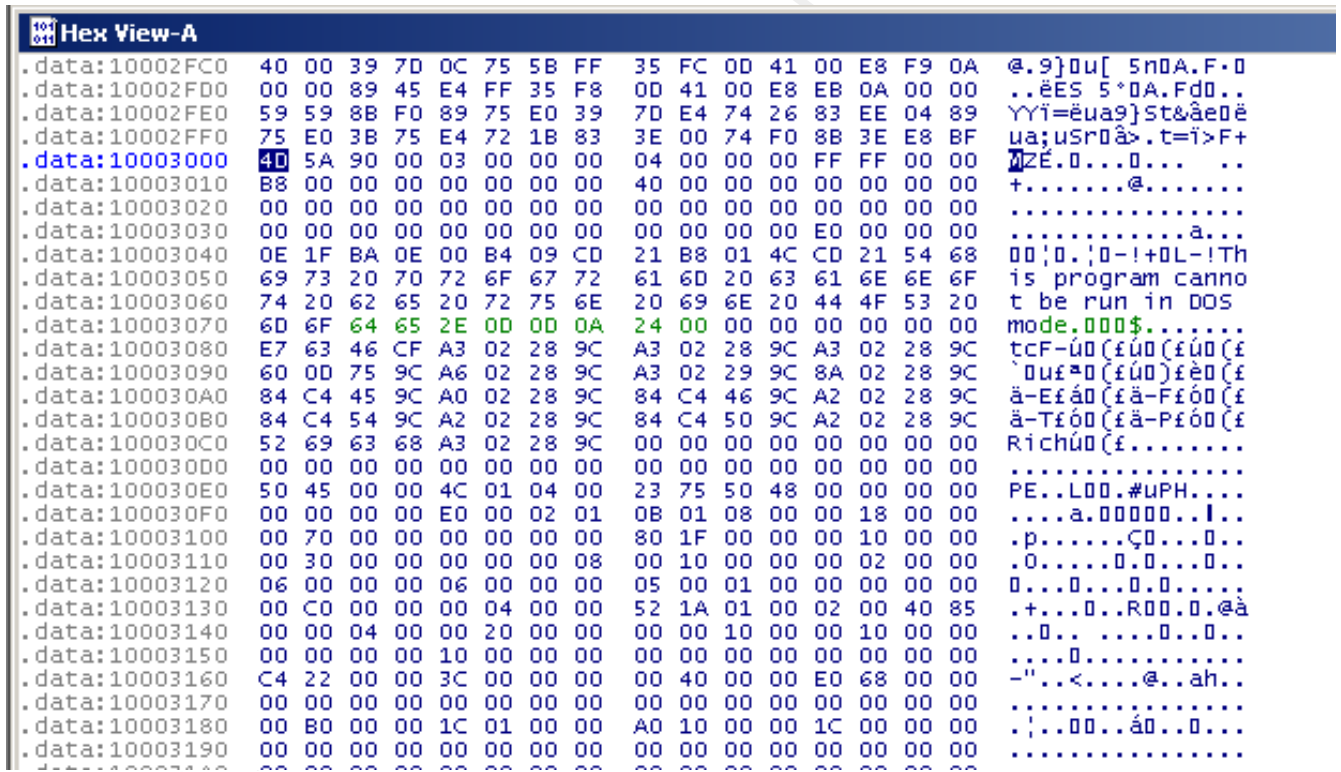 Hex View-A
.data:10002FC0 40 00 39 7D 0C 75 5B FF 35 FC 0D 41 00 E8 F9 0A @.9}▯u[ 5n▯A.F·▯
.data:10002FD0 00 00 89 45 E4 FF 35 F8 0D 41 00 E8 EB 0A 00 00 ..ëES 5°▯A.Fd▯..
.data:10002FE0 59 59 8B F0 89 75 E0 39 7D E4 74 26 83 EE 04 89 YYï=ëua9}St&âe▯ë
.data:10002FF0 75 E0 3B 75 E4 72 1B 83 3E 00 74 F0 8B 3E E8 BF ua;uSr▯â>.t=ï>F+
.data:10003000 4D 5A 90 00 03 00 00 00 04 00 00 00 FF FF 00 00 MZÉ.▯...▯... ..
.data:10003010 B8 00 00 00 00 00 00 00 40 00 00 00 00 00 00 00 +.......@.......
.data:10003020 00 00 00 00 00 00 00 00 00 00 00 00 00 00 00 00 ................
.data:10003030 00 00 00 00 00 00 00 00 00 00 00 00 E0 00 00 00 ............a...
.data:10003040 0E 1F BA 0E 00 B4 09 CD 21 B8 01 4C CD 21 54 68 ▯▯¦▯.¦▯-!+▯L-!Th
.data:10003050 69 73 20 70 72 6F 67 72 61 6D 20 63 61 6E 6E 6F is program canno
.data:10003060 74 20 62 65 20 72 75 6E 20 69 6E 20 44 4F 53 20 t be run in DOS
.data:10003070 6D 6F 64 65 2E 0D 0D 0A 24 00 00 00 00 00 00 00 mode.▯▯▯$.......
.data:10003080 E7 63 46 CF A3 02 28 9C A3 02 28 9C A3 02 28 9C tcF-ú▯(£ú▯(£ú▯(£
.data:10003090 60 0D 75 9C A6 02 28 9C A3 02 29 9C 8A 02 28 9C `▯u£ª▯(£ú▯)£è▯(£
.data:100030A0 84 C4 45 9C A0 02 28 9C 84 C4 46 9C A2 02 28 9C ä-E£á▯(£ä-F£ó▯(£
.data:100030B0 84 C4 54 9C A2 02 28 9C 84 C4 50 9C A2 02 28 9C ä-T£ó▯(£ä-P£ó▯(£
.data:100030C0 52 69 63 68 A3 02 28 9C 00 00 00 00 00 00 00 00 Richú▯(£........
.data:100030D0 00 00 00 00 00 00 00 00 00 00 00 00 00 00 00 00 ................
.data:100030E0 50 45 00 00 4C 01 04 00 23 75 50 48 00 00 00 00 PE..L▯▯.#uPH....
.data:100030F0 00 00 00 00 E0 00 02 01 0B 01 08 00 00 18 00 00 ....a.▯▯▯▯▯..▯..
.data:10003100 00 70 00 00 00 00 00 00 80 1F 00 00 00 10 00 00 .p......Ç▯...▯..
.data:10003110 00 30 00 00 00 00 00 08 00 10 00 00 00 02 00 00 .0.....▯.▯...▯..
.data:10003120 06 00 00 00 06 00 00 00 05 00 01 00 00 00 00 00 ▯...▯...▯.▯.....
.data:10003130 00 C0 00 00 00 04 00 00 52 1A 01 00 02 00 40 85 .+...▯..R▯▯.▯.@à
.data:10003140 00 00 04 00 00 20 00 00 00 00 10 00 00 10 00 00 ..▯.. ....▯..▯..
.data:10003150 00 00 00 00 10 00 00 00 00 00 00 00 00 00 00 00 ....▯...........
.data:10003160 C4 22 00 00 3C 00 00 00 00 40 00 00 E0 68 00 00 -"..<....@..ah..
.data:10003170 00 00 00 00 00 00 00 00 00 00 00 00 00 00 00 00 ................
.data:10003180 00 B0 00 00 1C 01 00 00 A0 10 00 00 1C 00 00 00 .¦..▯▯..á▯..▯...
.data:10003190 00 00 00 00 00 00 00 00 00 00 00 00 00 00 00 00 ................